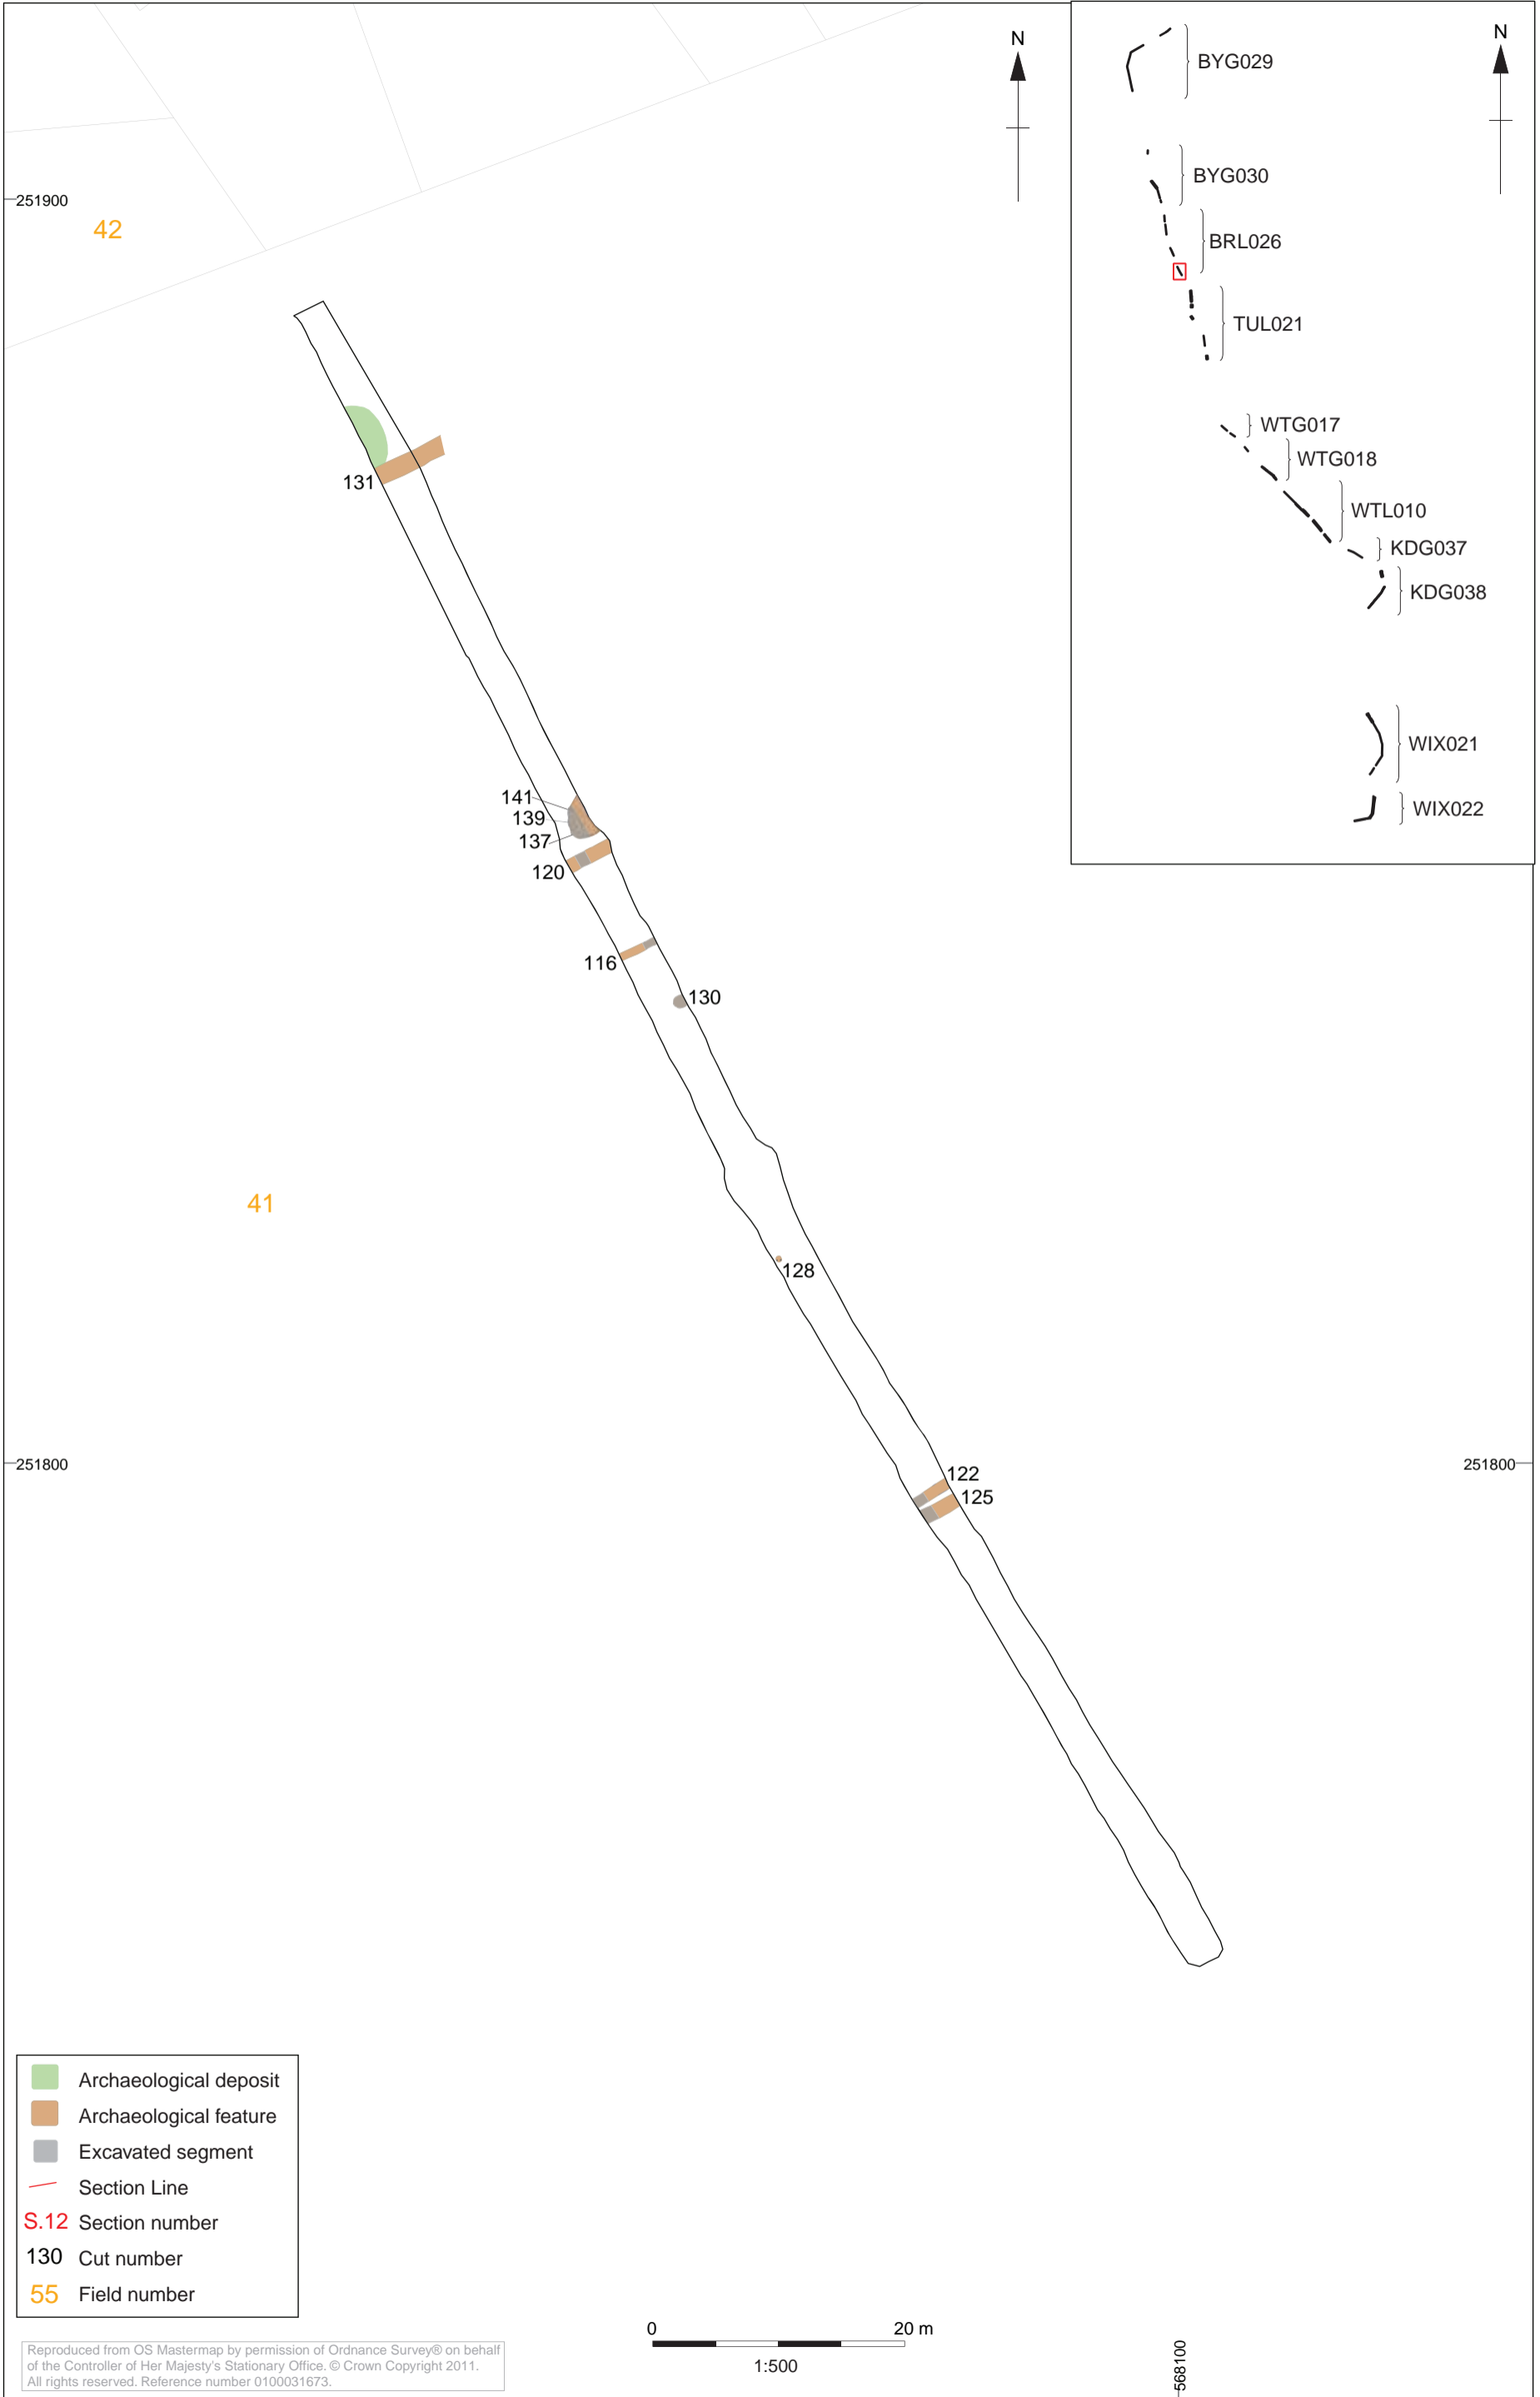 N
N
BYG029
BYG030
BRL026
TUL021
WTG017
WTG018
WTL010
KDG037
KDG038
WIX021
WIX022
251900
42
131
141
139
137
120
116
130
41
128
251800
251800
122
125
Archaeological deposit
Archaeological feature
Excavated segment
Section Line
S.12 Section number
130 Cut number
55 Field number
0 20 m
1:500
568100
Reproduced from OS Mastermap by permission of Ordnance Survey® on behalf
of the Controller of Her Majesty's Stationary Office. © Crown Copyright 2011.
All rights reserved. Reference number 0100031673.